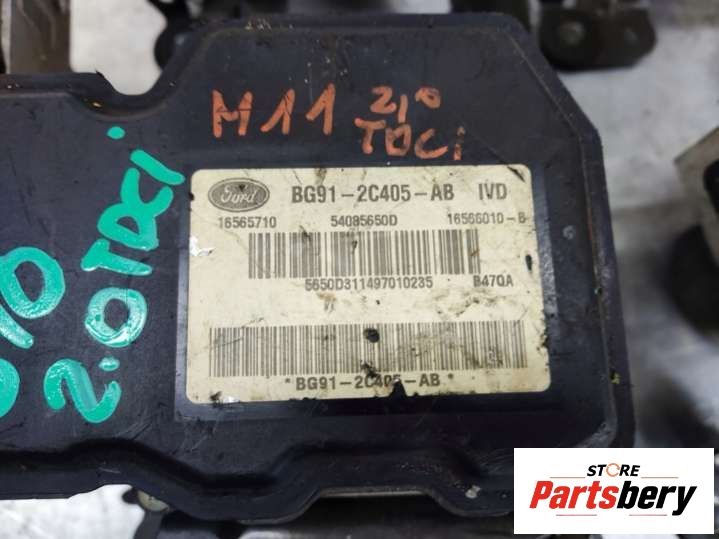 M11 2,0
TDCI
2.0 TDCI
Ford
BG91-2C405-AB IVD
16565710 54085650D 16566010-B
5650D311497010235 B47QA
*BG91-2C405-AB*
STORE
Partsbery